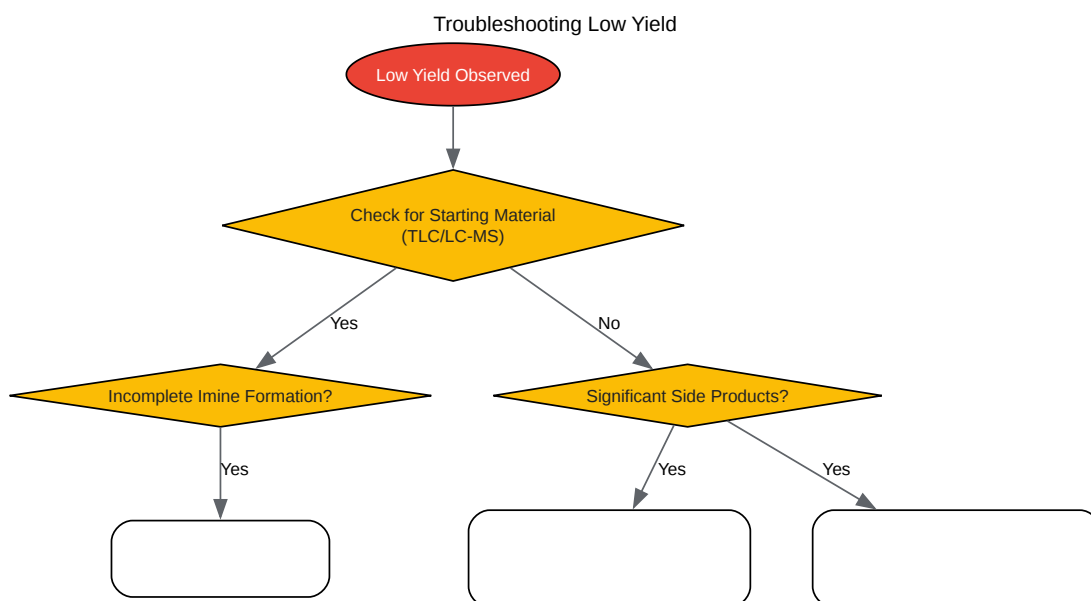 Troubleshooting Low Yield
Low Yield Observed
Check for Starting Material
(TLC/LC-MS)
Yes
No
Incomplete Imine Formation?
Significant Side Products?
Yes
Yes
Yes